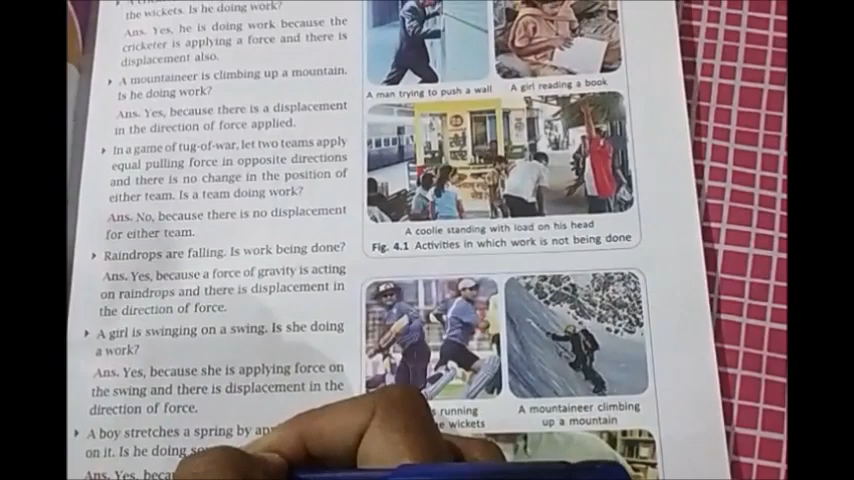 the wickets. Is he doing work?
Ans. Yes, he is doing work because the
cricketer is applying a force and there is
displacement also.
A mountaineer is climbing up a mountain.
Is he doing work?
Ans. Yes, because there is a displacement
in the direction of force applied.
In a game of tug-of-war, let two teams apply
equal pulling force in opposite directions
and there is no change in the position of
either team. Is a team doing work?
Ans. No, because there is no displacement
for either team.
Raindrops are falling. Is work being done?
Ans. Yes, because a force of gravity is acting
on raindrops and there is displacement in
the direction of force.
A girl is swinging on a swing. Is she doing
a work?
Ans. Yes, because she is applying force on
the swing and there is displacement in the
direction of force.
A boy stretches a spring by
on it. Is he doing
Ans. Yes,
A man trying to push a wall
A girl reading a book
A coolie standing with load on his head
Fig. 4.1 Activities in which work is not being done
running
wickets
A mountaineer climbing
up a mountain